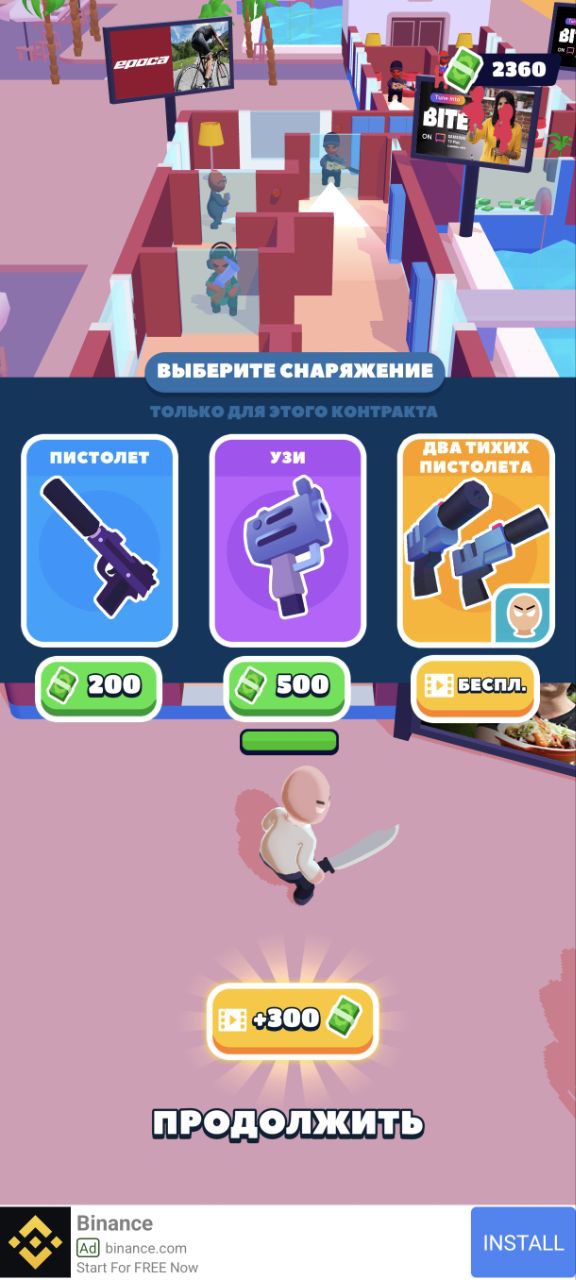 epoca
2360
Tune into
BITE
ON
BI
ВЫБЕРИТЕ СНАРЯЖЕНИЕ
ТОЛЬКО ДЛЯ ЭТОГО КОНТРАКТА
ПИСТОЛЕТ
УЗИ
ДВА ТИХИХ
ПИСТОЛЕТА
200
500
БЕСПЛ.
+300
ПРОДОЛЖИТЬ
Binance
Ad binance.com
Start For FREE Now
INSTALL